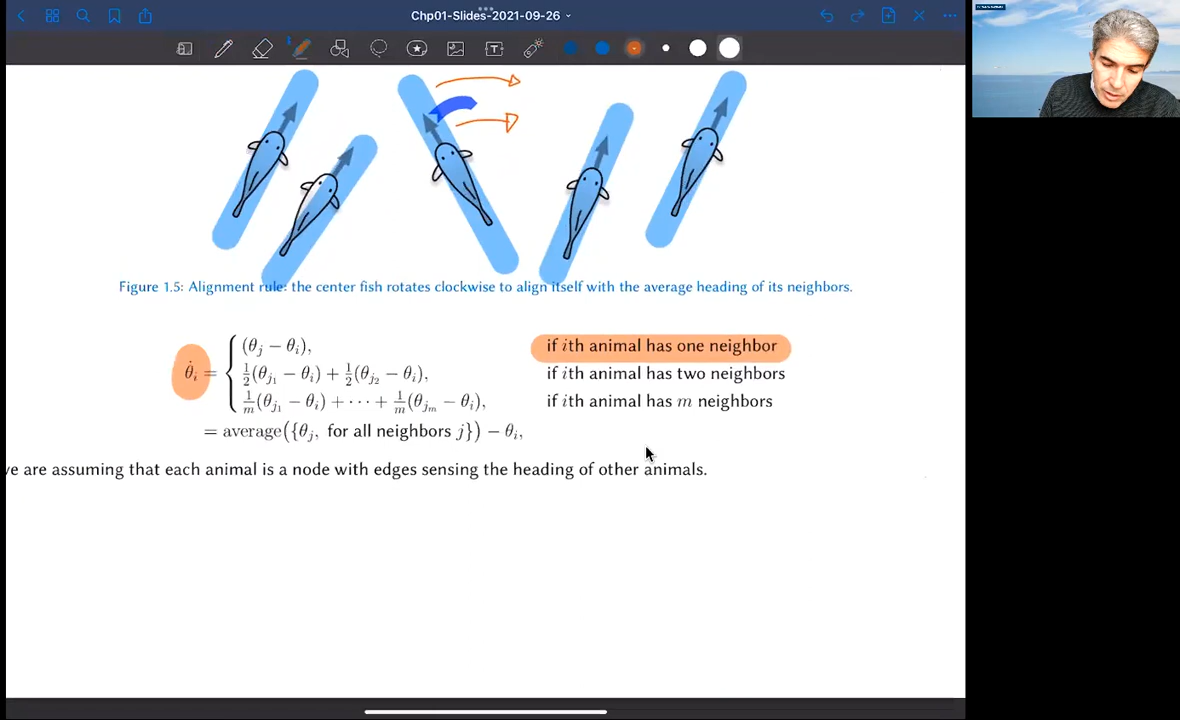 Chp01-Slides-2021-09-26
Figure 1.5: Alignment rule: the center fish rotates clockwise to align itself with the average heading of its neighbors.
θ̇ᵢ = { (θⱼ − θᵢ), if ith animal has one neighbor
½(θⱼ₁ − θᵢ) + ½(θⱼ₂ − θᵢ), if ith animal has two neighbors
1/m(θⱼ₁ − θᵢ) + ··· + 1/m(θⱼₘ − θᵢ), if ith animal has m neighbors
= average({θⱼ, for all neighbors j}) − θᵢ,
ve are assuming that each animal is a node with edges sensing the heading of other animals.